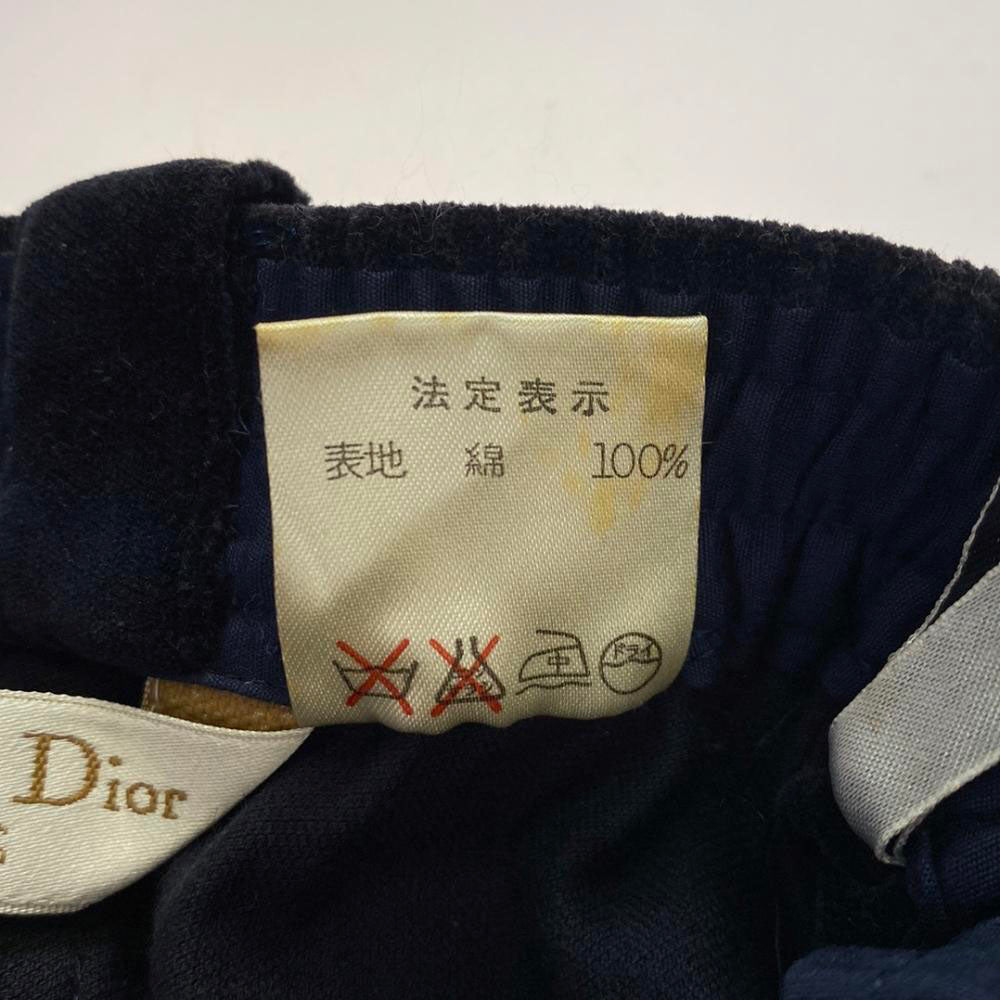 法定表示
表地 綿 100%
中 ドライ
Dior